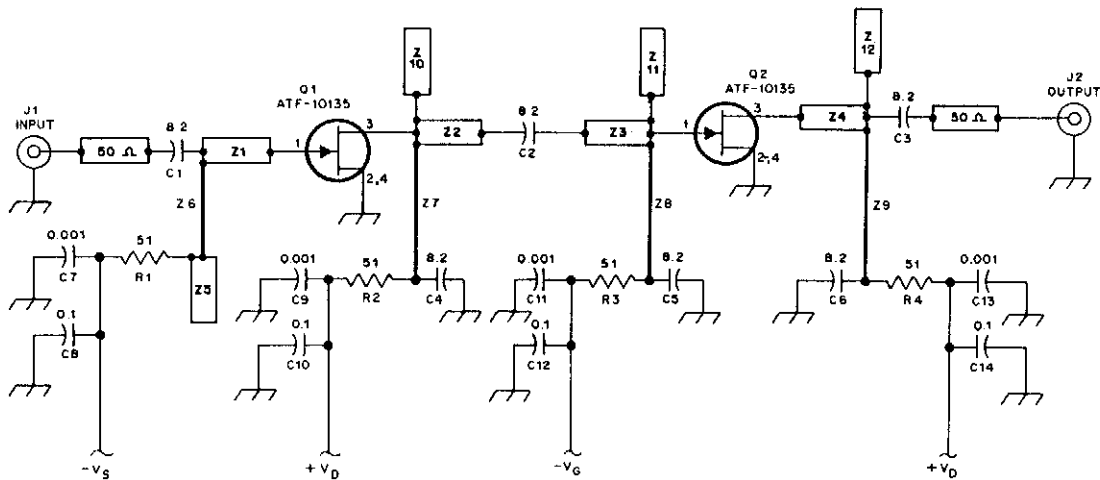 Z
10
Z
11
Z
12
Q1
ATF-10135
Q2
ATF-10135
J1
INPUT
J2
OUTPUT
50 Ω
8.2
C1
Z1
1
3
2,4
Z2
8.2
C2
Z3
1
3
2,4
Z4
8.2
C3
50 Ω
Z6
Z7
Z8
Z9
0.001
C7
51
R1
Z5
0.1
C8
0.001
C9
51
R2
8.2
C4
0.1
C10
0.001
C11
51
R3
8.2
C5
0.1
C12
8.2
C6
51
R4
0.001
C13
0.1
C14
-VS
+VD
-VG
+VD